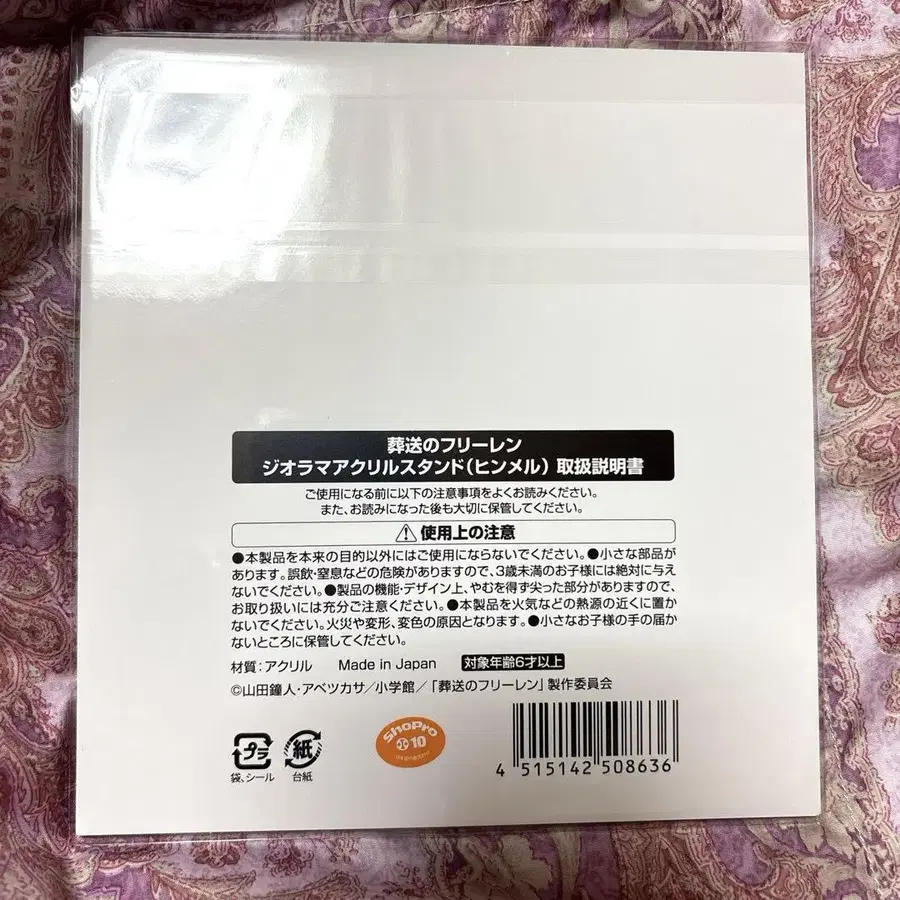 葬送のフリーレン
ジオラマアクリルスタンド(ヒンメル) 取扱説明書
ご使用になる前に以下の注意事項をよくお読みください。
また、お読みになった後も大切に保管してください。
使用上の注意
●本製品を本来の目的以外にはご使用にならないでください。●小さな部品が
あります。誤飲・窒息などの危険がありますので、3歳未満のお子様には絶対に与え
ないでください。●製品の機能・デザイン上、やむを得ず尖った部分がありますので、
お取り扱いには充分ご注意ください。●本製品を火気などの熱源の近くに置か
ないでください。火災や変形、変色の原因となります。●小さなお子様の手の届か
ないところに保管してください。
材質：アクリル Made in Japan 対象年齢6才以上
©山田鐘人・アベツカサ／小学館／「葬送のフリーレン」製作委員会
プラ
袋、シール
紙
台紙
ShoPro
10
4 515142 508636